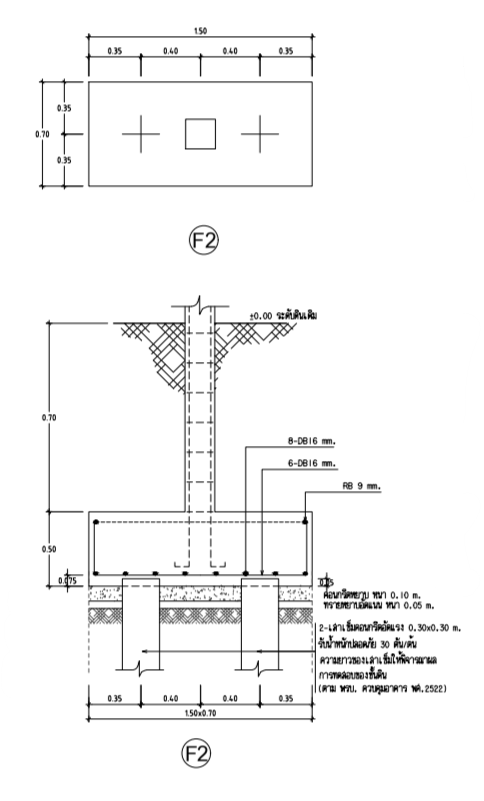 1.50
0.35 0.40 0.40 0.35
0.35
0.70
0.35
F2
±0.00 ระดับดินเดิม
0.70
8-DB16 mm.
6-DB16 mm.
RB 9 mm.
0.50
0.075
คอนกรีตหยาบ หนา 0.10 m.
ทรายหยาบอัดแน่น หนา 0.05 m.
2-เสาเข็มคอนกรีตอัดแรง 0.30x0.30 m.
รับน้ำหนักปลอดภัย 30 ตัน/ต้น
ความยาวของเสาเข็มให้พิจารณาผล
การทดสอบของชั้นดิน
(ตาม พรบ. ควบคุมอาคาร พศ.2522)
0.35 0.40 0.40 0.35
1.50x0.70
F2